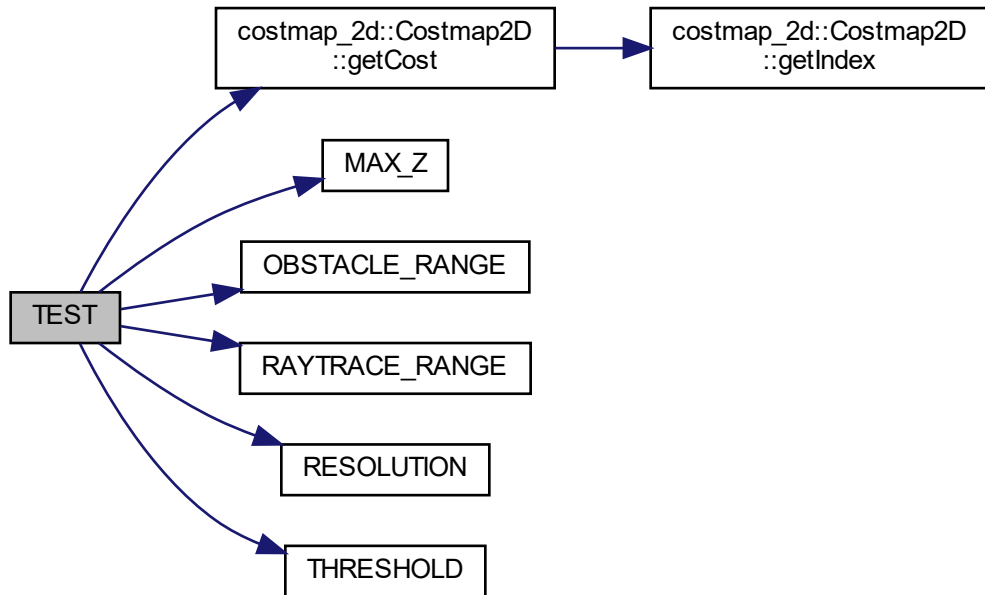 costmap_2d::Costmap2D
::getCost
costmap_2d::Costmap2D
::getIndex
MAX_Z
OBSTACLE_RANGE
TEST
RAYTRACE_RANGE
RESOLUTION
THRESHOLD